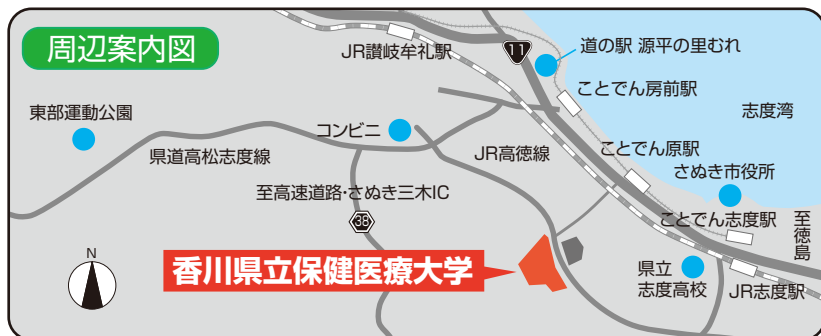 周辺案内図
JR讃岐牟礼駅
11
道の駅 源平の里むれ
ことでん房前駅
志度湾
東部運動公園
コンビニ
県道高松志度線
JR高徳線
ことでん原駅
さぬき市役所
至高速道路・さぬき三木IC
38
ことでん志度駅
至徳島
香川県立保健医療大学
県立
志度高校
JR志度駅
N